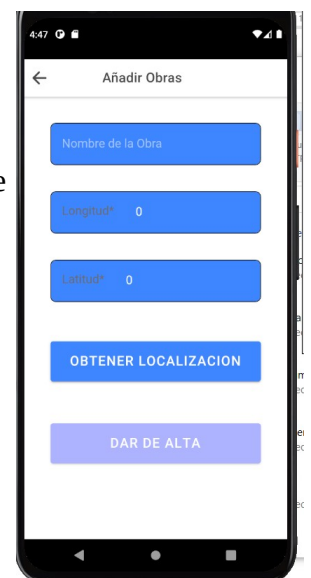 4:47
Añadir Obras
Nombre de la Obra
e
Longitud* 0
Latitud* 0
OBTENER LOCALIZACION
DAR DE ALTA